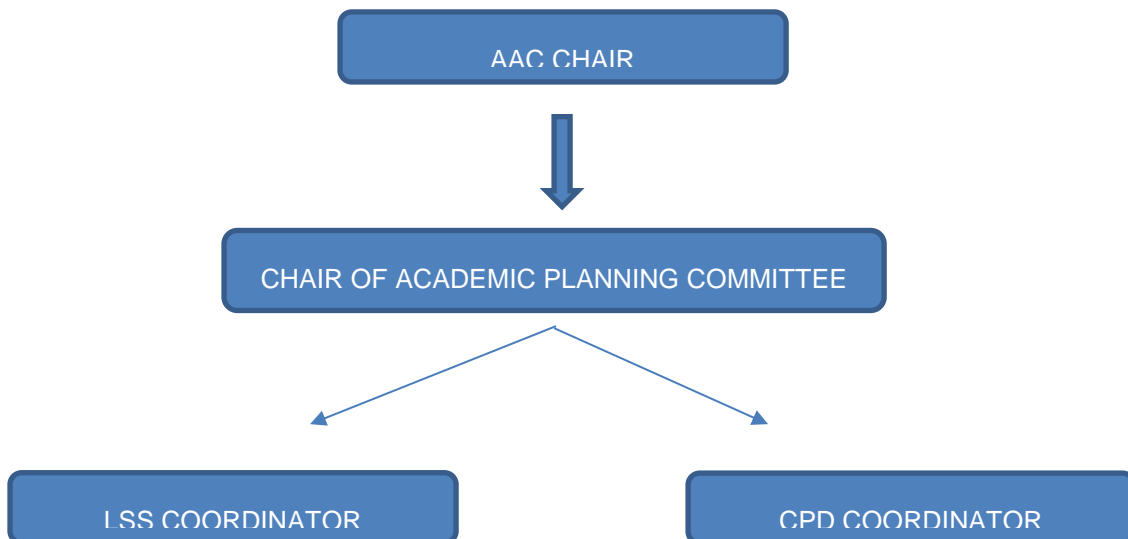 AAC CHAIR
CHAIR OF ACADEMIC PLANNING COMMITTEE
LSS COORDINATOR
CPD COORDINATOR